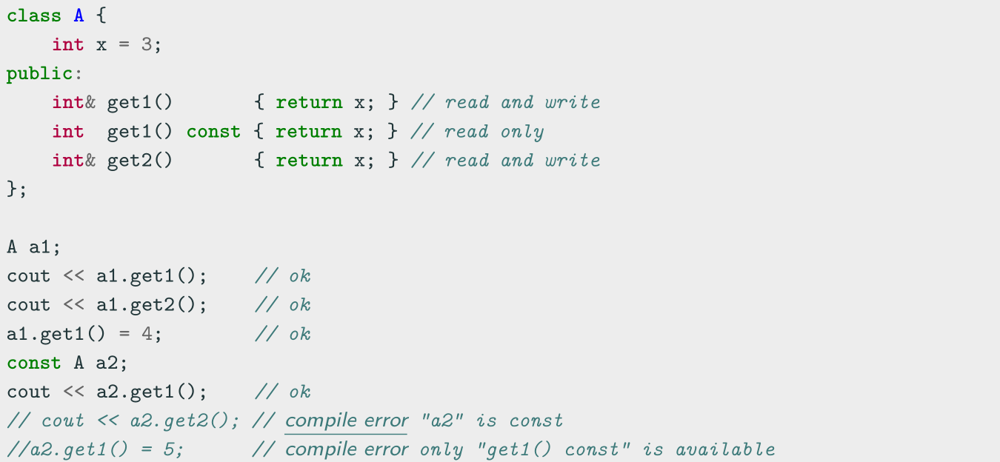 class A {
    int x = 3;
public:
    int& get1()       { return x; } // read and write
    int  get1() const { return x; } // read only
    int& get2()       { return x; } // read and write
};

A a1;
cout << a1.get1();    // ok
cout << a1.get2();    // ok
a1.get1() = 4;        // ok
const A a2;
cout << a2.get1();    // ok
// cout << a2.get2(); // compile error "a2" is const
//a2.get1() = 5;      // compile error only "get1() const" is available